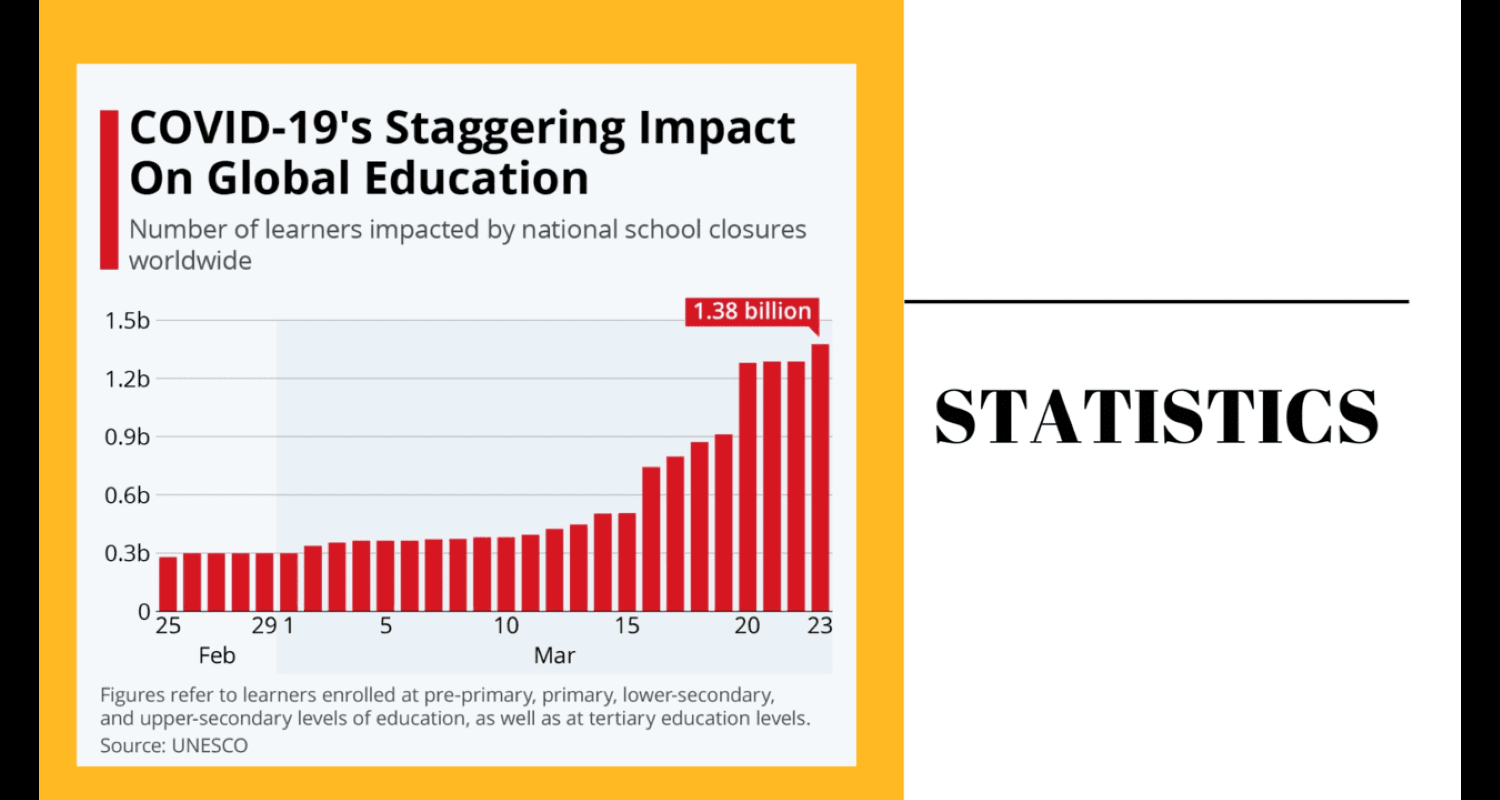 COVID-19's Staggering Impact
On Global Education
Number of learners impacted by national school closures
worldwide
1.38 billion
1.5b
1.2b
0.9b
0.6b
0.3b
0
25 29 1 5 10 15 20 23
Feb Mar
Figures refer to learners enrolled at pre-primary, primary, lower-secondary,
and upper-secondary levels of education, as well as at tertiary education levels.
Source: UNESCO
STATISTICS